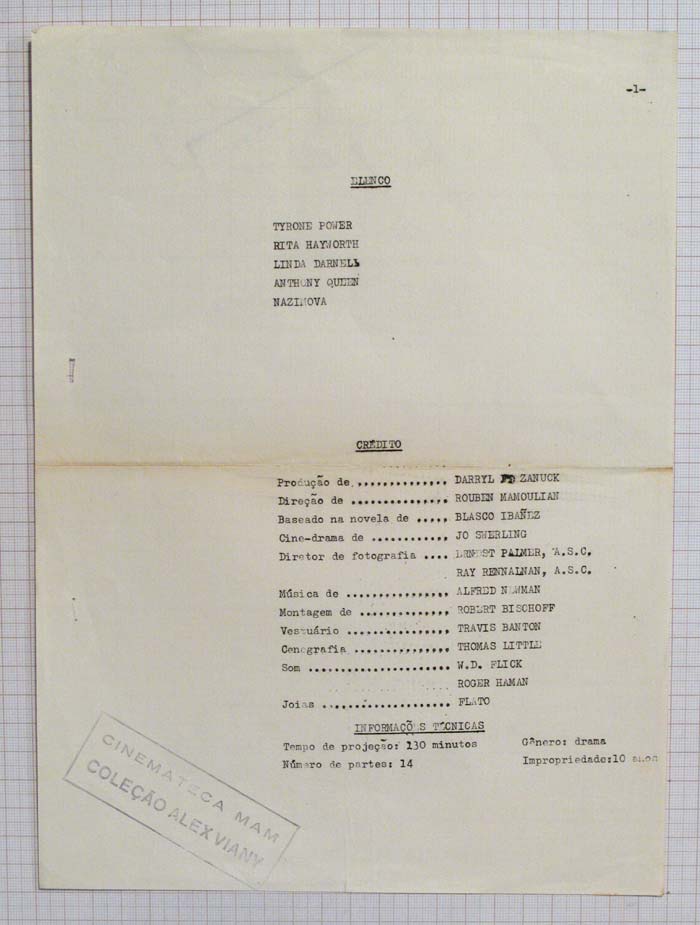 -1-
ELENCO
TYRONE POWER
RITA HAYWORTH
LINDA DARNELL
ANTHONY QUEEN
NAZIMOVA
CRÉDITO
Produção de .............. DARRYL ZANUCK
Direção de ............... ROUBEN MAMOULIAN
Baseado na novela de ..... BLASCO IBAÑEZ
Cine-drama de ............ JO SWERLING
Diretor de fotografia .... ERNEST PALMER, A.S.C.
RAY RENNALNAN, A.S.C.
Música de ................ ALFRED NEWMAN
Montagem de .............. ROBERT BISCHOFF
Vestuário ................ TRAVIS BANTON
Cenografia ............... THOMAS LITTLE
Som ...................... W.D. FLICK
ROGER HAMAN
Joias .................... FLATO
INFORMAÇÕES TÉCNICAS
Tempo de projeção: 130 minutos Gênero: drama
Número de partes: 14 Impropriedade:10 anos
CINEMATECA MAM
COLEÇÃO ALEX VIANY